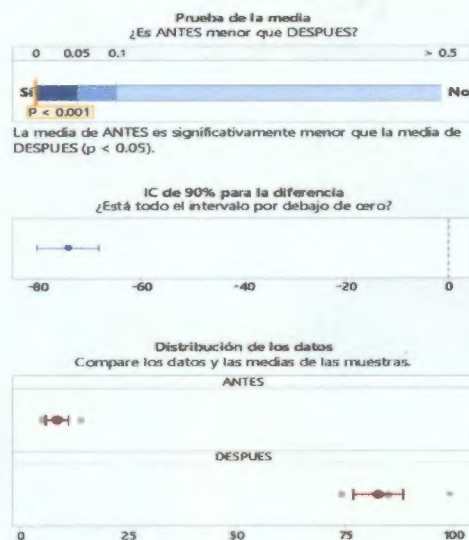 Prueba de la media
¿Es ANTES menor que DESPUES?
0 0.05 0.1 > 0.5
Sí No
P < 0.001
La media de ANTES es significativamente menor que la media de
DESPUES (p < 0.05).
IC de 90% para la diferencia
¿Está todo el intervalo por debajo de cero?
-80 -60 -40 -20 0
Distribución de los datos
Compare los datos y las medias de las muestras.
ANTES
DESPUES
0 25 50 75 100